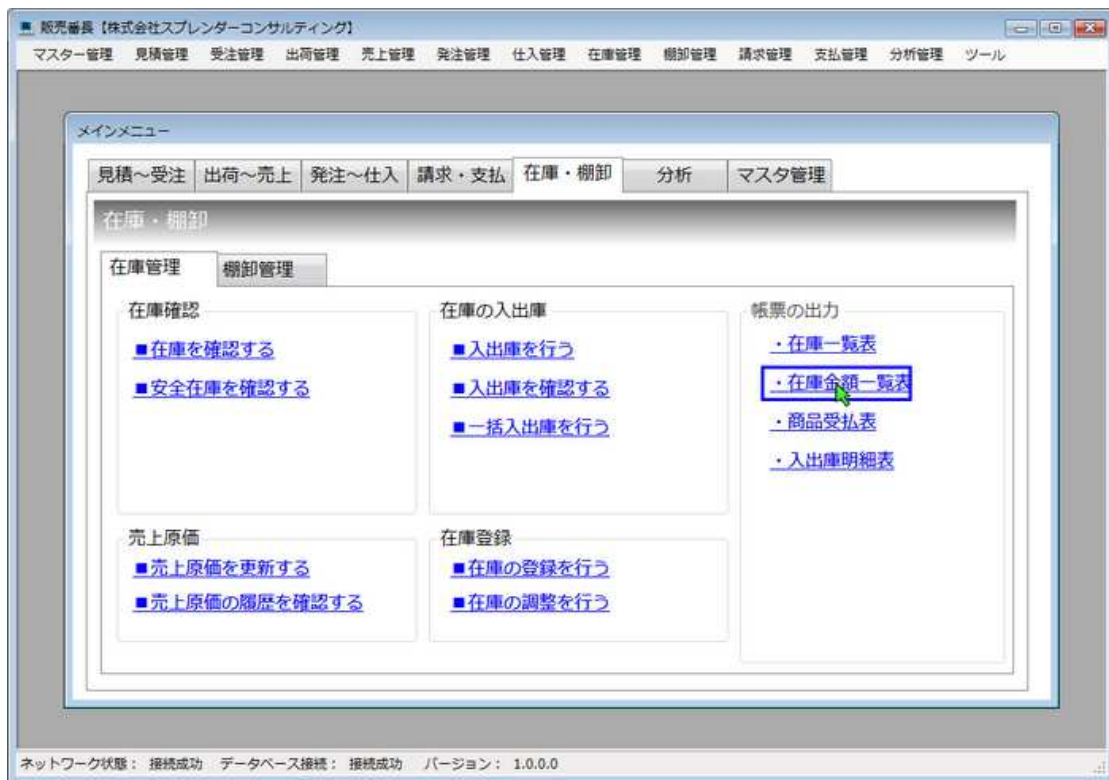 販売番長【株式会社スプレンダーコンサルティング】
マスター管理 見積管理 受注管理 出荷管理 売上管理 発注管理 仕入管理 在庫管理 棚卸管理 請求管理 支払管理 分析管理 ツール
メインメニュー
見積～受注 出荷～売上 発注～仕入 請求・支払 在庫・棚卸 分析 マスタ管理
在庫・棚卸
在庫管理 棚卸管理
在庫確認
■在庫を確認する
■安全在庫を確認する
在庫の入出庫
■入出庫を行う
■入出庫を確認する
■一括入出庫を行う
帳票の出力
・在庫一覧表
・在庫金額一覧表
・商品受払表
・入出庫明細表
売上原価
■売上原価を更新する
■売上原価の履歴を確認する
在庫登録
■在庫の登録を行う
■在庫の調整を行う
ネットワーク状態： 接続成功 データベース接続： 接続成功 バージョン： 1.0.0.0